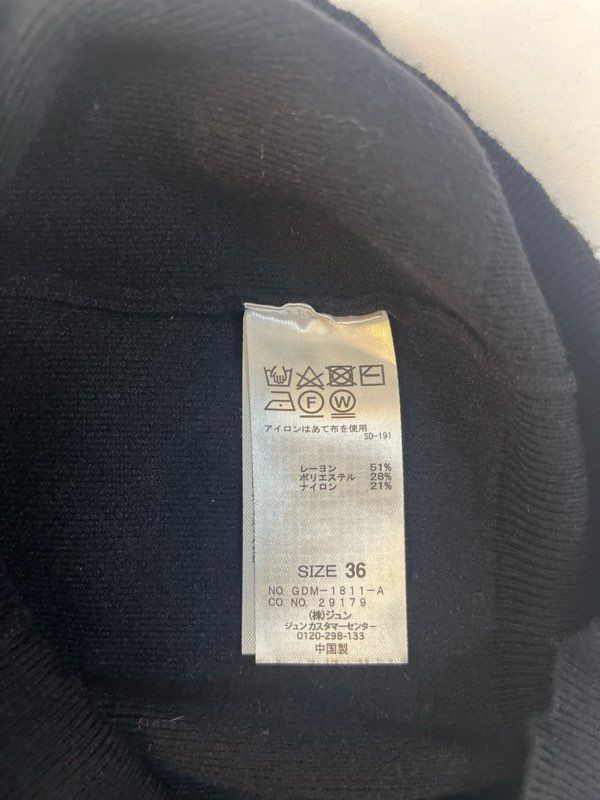 F W
アイロンはあて布を使用
SD-191
レーヨン 51%
ポリエステル 28%
ナイロン 21%
SIZE 36
NO. GDM-1811-A
CO. NO. 29179
(株)ジュン
ジュンカスタマーセンター
0120-298-133
中国製